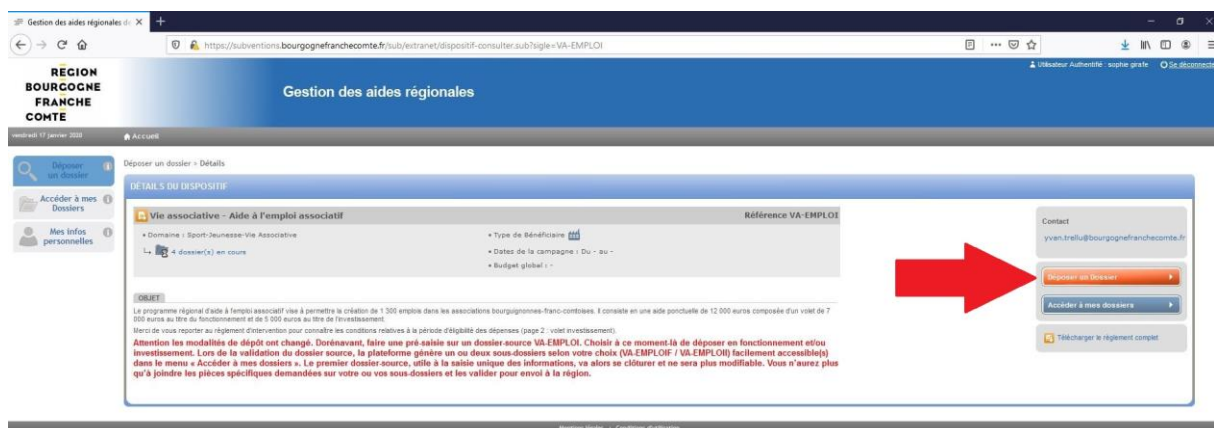 Gestion des aides régionales de
https://subventions.bourgognefranchecomte.fr/sub/extranet/dispositif-consulter.sub?sigle=VA-EMPLOI
REGION
BOURGOGNE
FRANCHE
COMTE
Gestion des aides régionales
Utilisateur Authentifié : sophie girafe Se déconnecte
vendredi 17 janvier 2020
Accueil
Déposer
un dossier
Accéder à mes
Dossiers
Mes infos
personnelles
Déposer un dossier > Détails
DÉTAILS DU DISPOSITIF
Vie associative - Aide à l'emploi associatif
Référence VA-EMPLOI
Domaine : Sport-Jeunesse-Vie Associative
4 dossier(s) en cours
Type de Bénéficiaire
Dates de la campagne : Du - au -
Budget global : -
OBJET
Le programme régional d'aide à l'emploi associatif vise à permettre la création de 1 300 emplois dans les associations bourguignonnes-franc-comtoises. Il consiste en une aide ponctuelle de 12 000 euros composée d'un volet de 7
000 euros au titre du fonctionnement et de 5 000 euros au titre de l'investissement.
Merci de vous reporter au règlement d'intervention pour connaître les conditions relatives à la période d'éligibilité des dépenses (page 2 : volet investissement).
Attention les modalités de dépôt ont changé. Dorénavant, faire une pré-saisie sur un dossier-source VA-EMPLOI. Choisir à ce moment-là de déposer en fonctionnement et/ou
investissement. Lors de la validation du dossier source, la plateforme génère un ou deux sous-dossiers selon votre choix (VA-EMPLOIF / VA-EMPLOII) facilement accessible(s)
dans le menu « Accéder à mes dossiers ». Le premier dossier-source, utile à la saisie unique des informations, va alors se clôturer et ne sera plus modifiable. Vous n'aurez plus
qu'à joindre les pièces spécifiques demandées sur votre ou vos sous-dossiers et les valider pour envoi à la région.
Contact
yven.trellu@bourgognefranchecomte.fr
Déposer un Dossier
Accéder à mes dossiers
Télécharger le règlement complet
Mentions légales - Conditions d'utilisation